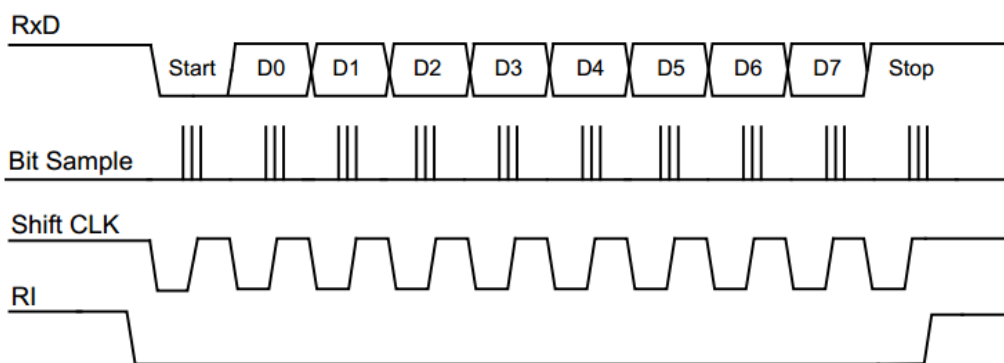 RxD
Start D0 D1 D2 D3 D4 D5 D6 D7 Stop
Bit Sample
Shift CLK
RI